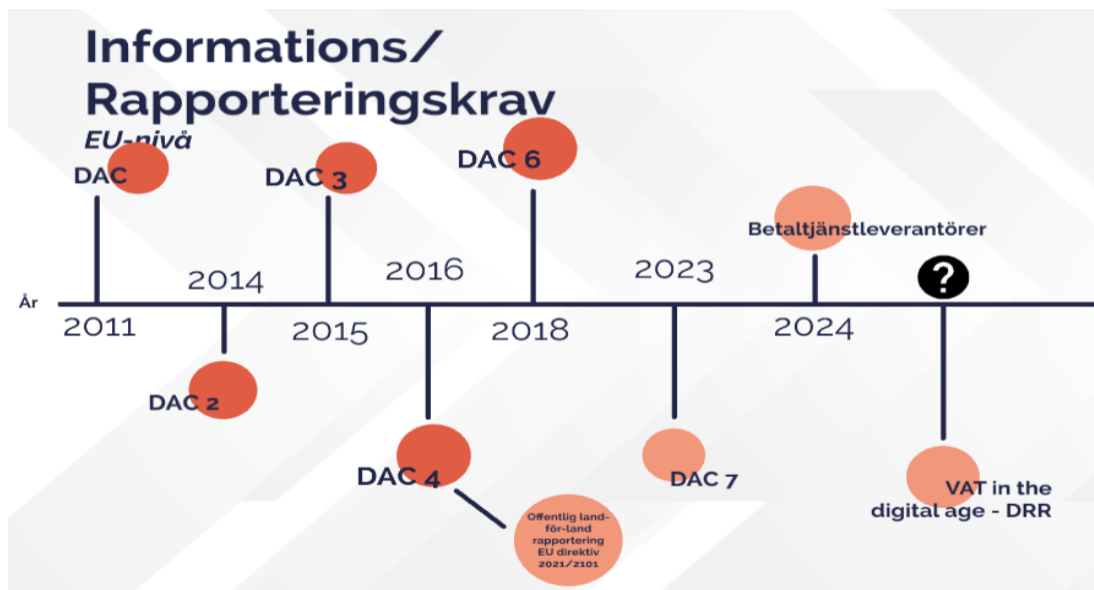 Informations/
Rapporteringskrav
EU-nivå
DAC
DAC 3
DAC 6
Betaltjänstleverantörer
2014
2016
2023
?
År
2011
2015
2018
2024
DAC 2
DAC 4
DAC 7
VAT in the
digital age - DRR
Offentlig land-
för-land
rapportering
EU direktiv
2021/2101